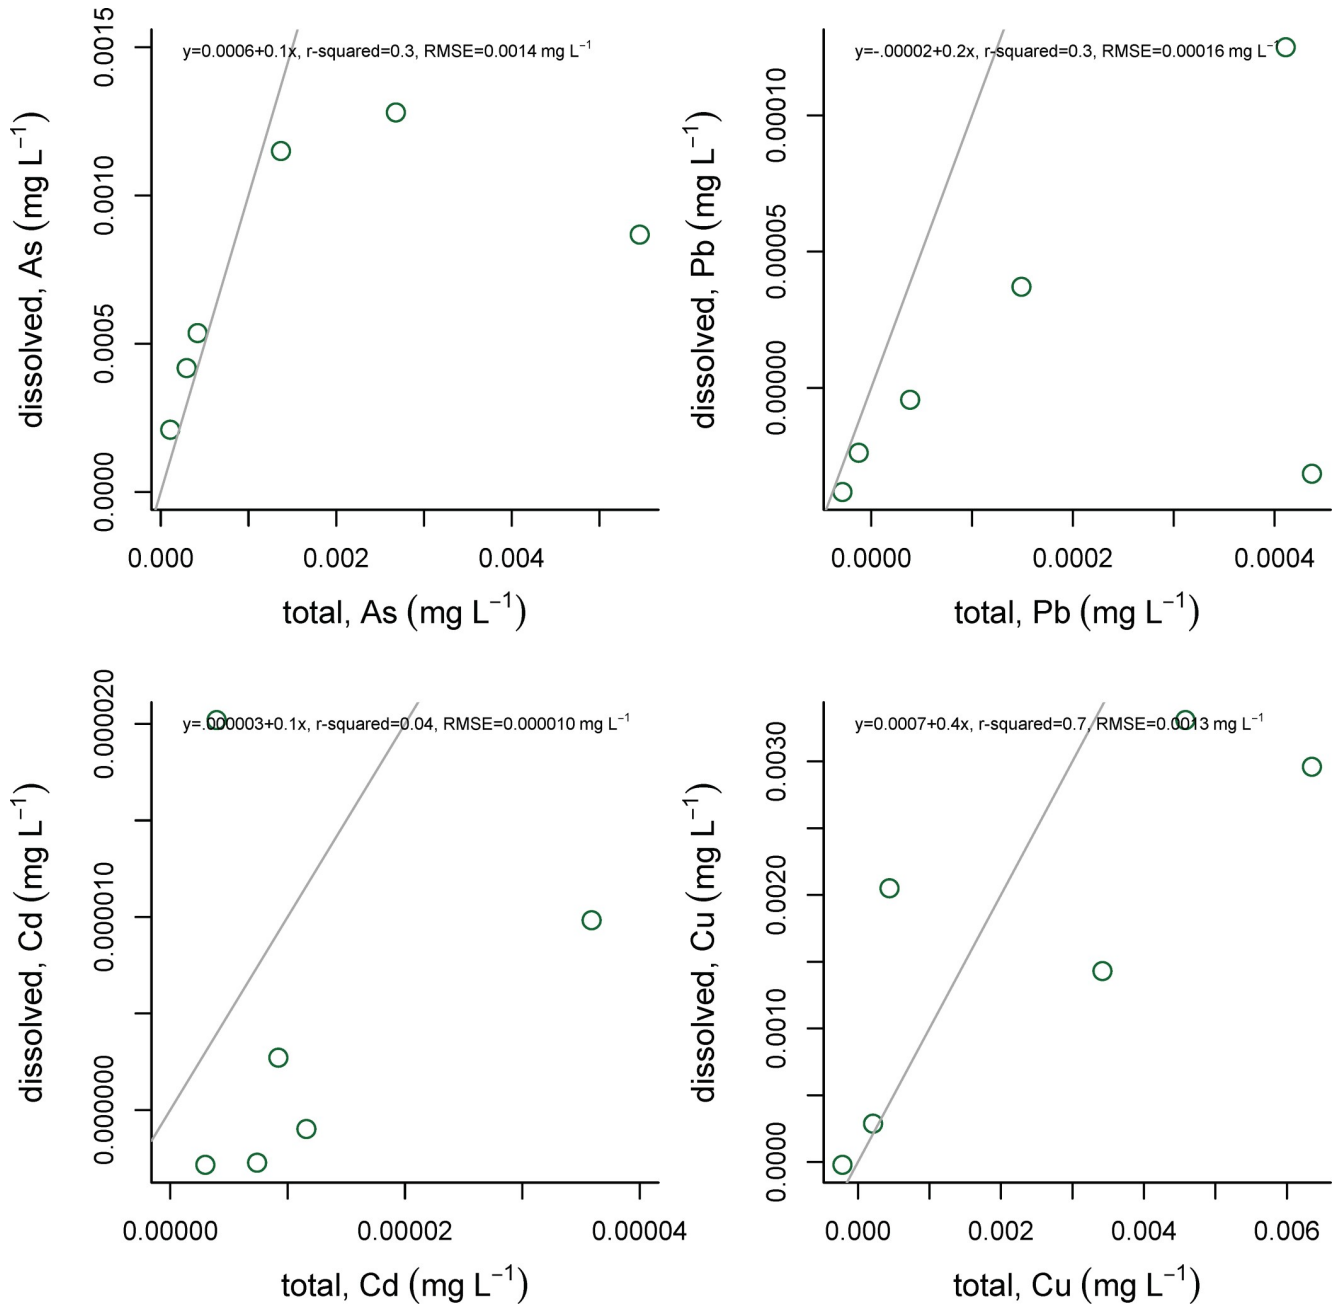 y=0.0006+0.1x, r-squared=0.3, RMSE=0.0014 mg L⁻¹
0.0015
0.0010
0.0005
0.0000
dissolved, As (mg L⁻¹)
0.000 0.002 0.004
total, As (mg L⁻¹)
y=-.00002+0.2x, r-squared=0.3, RMSE=0.00016 mg L⁻¹
0.00010
0.00005
0.00000
dissolved, Pb (mg L⁻¹)
0.0000 0.0002 0.0004
total, Pb (mg L⁻¹)
y=.000003+0.1x, r-squared=0.04, RMSE=0.000010 mg L⁻¹
0.000020
0.000010
0.000000
dissolved, Cd (mg L⁻¹)
0.00000 0.00002 0.00004
total, Cd (mg L⁻¹)
y=0.0007+0.4x, r-squared=0.7, RMSE=0.0013 mg L⁻¹
0.0030
0.0020
0.0010
0.0000
dissolved, Cu (mg L⁻¹)
0.000 0.002 0.004 0.006
total, Cu (mg L⁻¹)